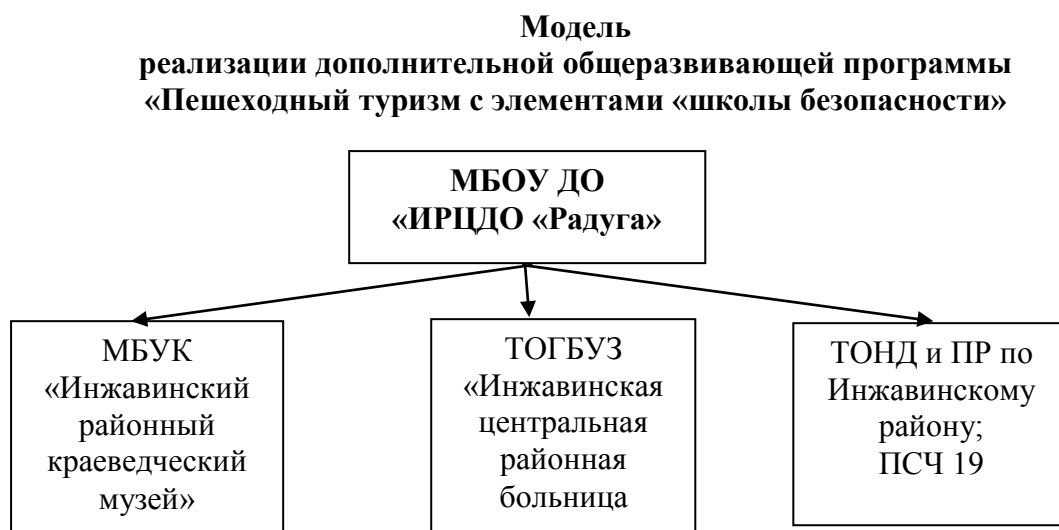 Модель
реализации дополнительной общеразвивающей программы
«Пешеходный туризм с элементами «школы безопасности»
МБОУ ДО
«ИРЦДО «Радуга»
МБУК
«Инжавинский
районный
краеведческий
музей»
ТОГБУЗ
«Инжавинская
центральная
районная
больница
ТОНД и ПР по
Инжавинскому
району;
ПСЧ 19